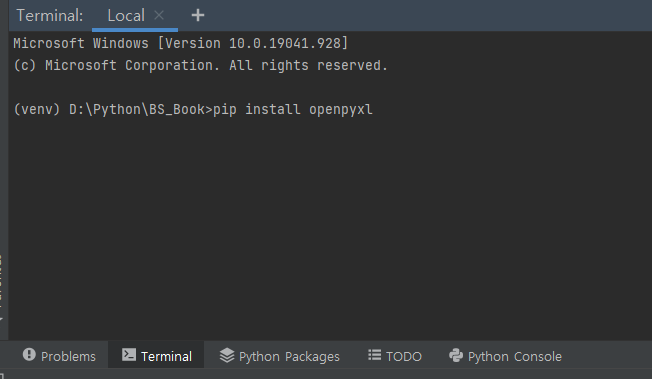 Terminal: Local × +
Microsoft Windows [Version 10.0.19041.928]
(c) Microsoft Corporation. All rights reserved.
(venv) D:\Python\BS_Book>pip install openpyxl
Problems Terminal Python Packages TODO Python Console